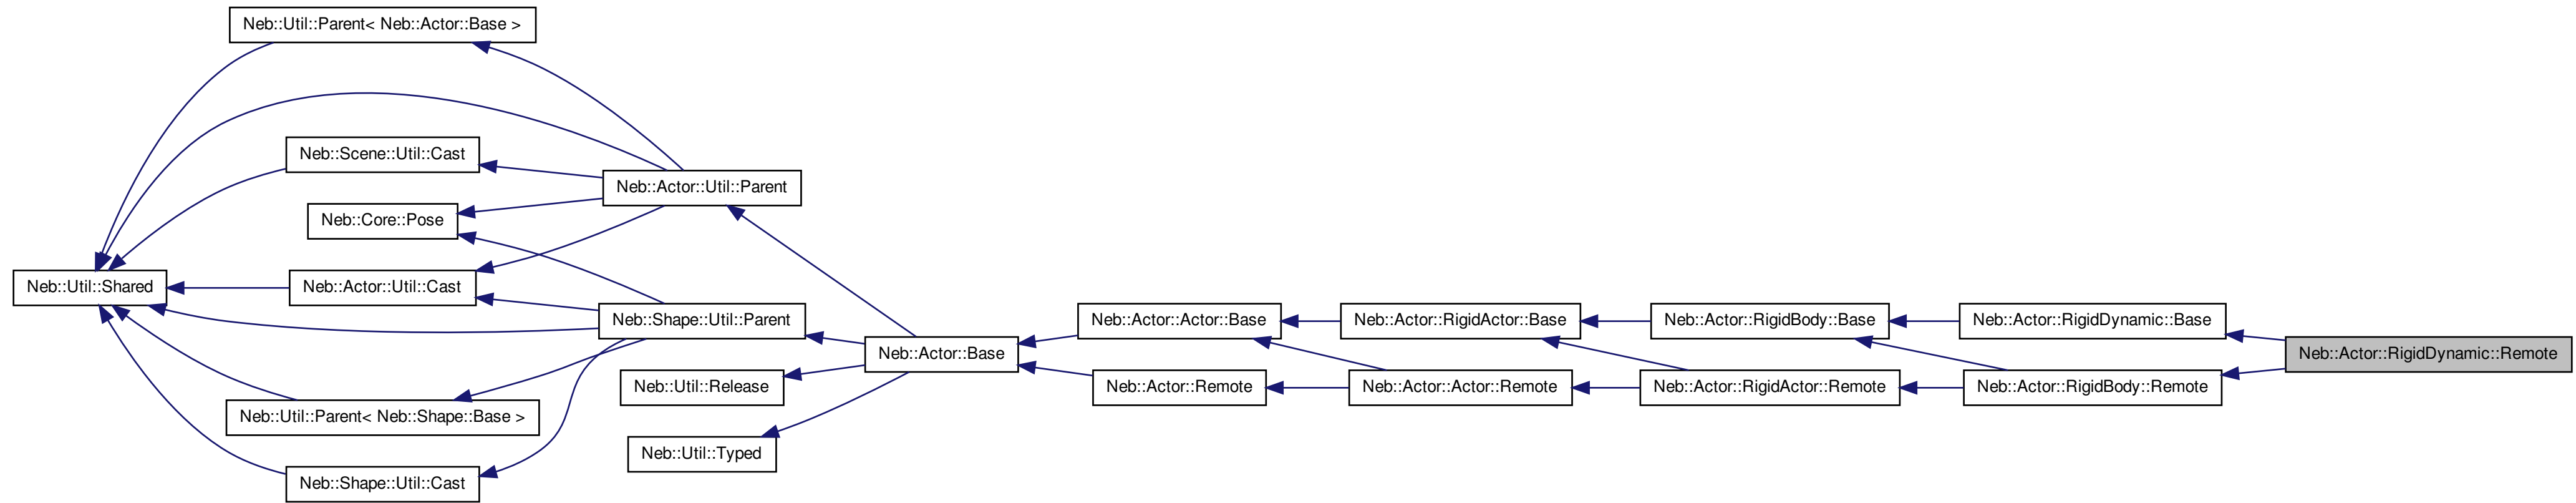 Neb::Util::Parent< Neb::Actor::Base >
Neb::Scene::Util::Cast
Neb::Actor::Util::Parent
Neb::Core::Pose
Neb::Util::Shared
Neb::Actor::Util::Cast
Neb::Shape::Util::Parent
Neb::Actor::Actor::Base
Neb::Actor::RigidActor::Base
Neb::Actor::RigidBody::Base
Neb::Actor::RigidDynamic::Base
Neb::Actor::Base
Neb::Actor::RigidDynamic::Remote
Neb::Util::Release
Neb::Actor::Remote
Neb::Actor::Actor::Remote
Neb::Actor::RigidActor::Remote
Neb::Actor::RigidBody::Remote
Neb::Util::Parent< Neb::Shape::Base >
Neb::Util::Typed
Neb::Shape::Util::Cast